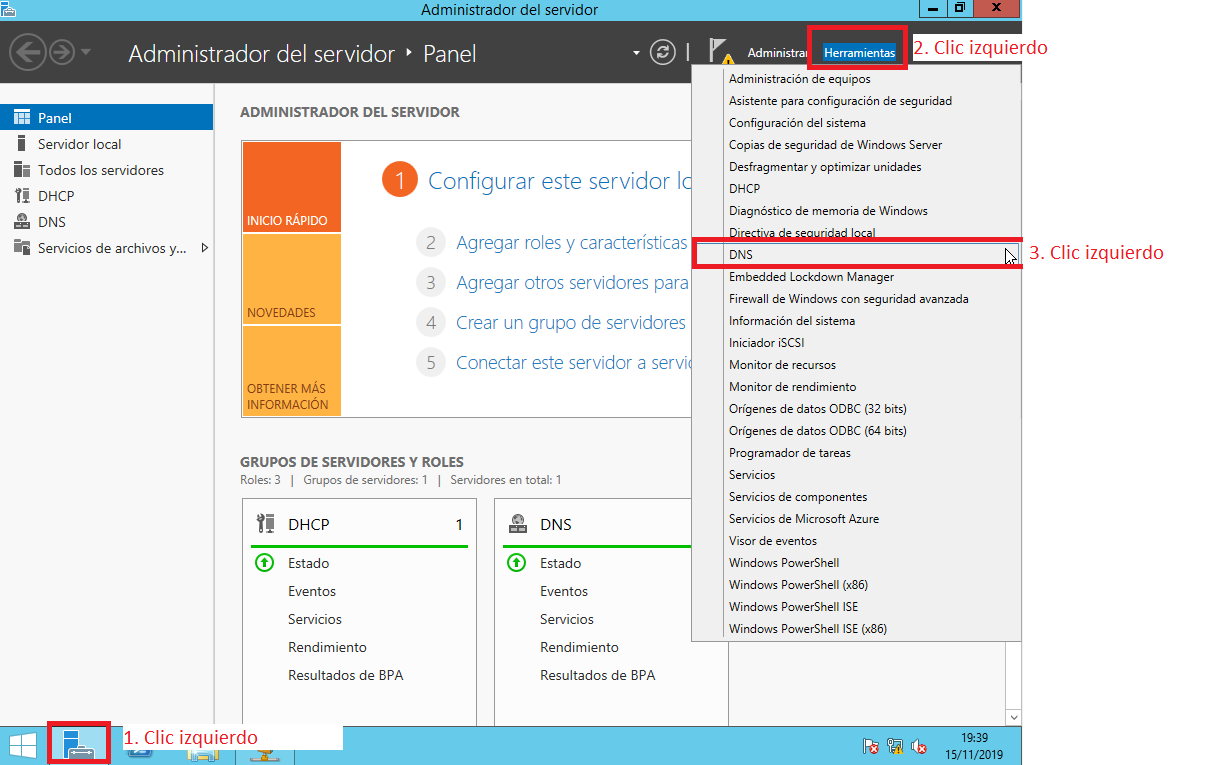 Administrador del servidor
Administrador del servidor ‣ Panel
Administrar
Herramientas
2. Clic izquierdo
Panel
Servidor local
Todos los servidores
DHCP
DNS
Servicios de archivos y...
ADMINISTRADOR DEL SERVIDOR
INICIO RÁPIDO
NOVEDADES
OBTENER MÁS
INFORMACIÓN
1 Configurar este servidor lo
2 Agregar roles y características
3 Agregar otros servidores para
4 Crear un grupo de servidores
5 Conectar este servidor a servic
Administración de equipos
Asistente para configuración de seguridad
Configuración del sistema
Copias de seguridad de Windows Server
Desfragmentar y optimizar unidades
DHCP
Diagnóstico de memoria de Windows
Directiva de seguridad local
DNS
3. Clic izquierdo
Embedded Lockdown Manager
Firewall de Windows con seguridad avanzada
Información del sistema
Iniciador iSCSI
Monitor de recursos
Monitor de rendimiento
Orígenes de datos ODBC (32 bits)
Orígenes de datos ODBC (64 bits)
Programador de tareas
Servicios
Servicios de componentes
Servicios de Microsoft Azure
Visor de eventos
Windows PowerShell
Windows PowerShell (x86)
Windows PowerShell ISE
Windows PowerShell ISE (x86)
GRUPOS DE SERVIDORES Y ROLES
Roles: 3 | Grupos de servidores: 1 | Servidores en total: 1
DHCP 1
Estado
Eventos
Servicios
Rendimiento
Resultados de BPA
DNS
Estado
Eventos
Servicios
Rendimiento
Resultados de BPA
1. Clic izquierdo
19:39
15/11/2019